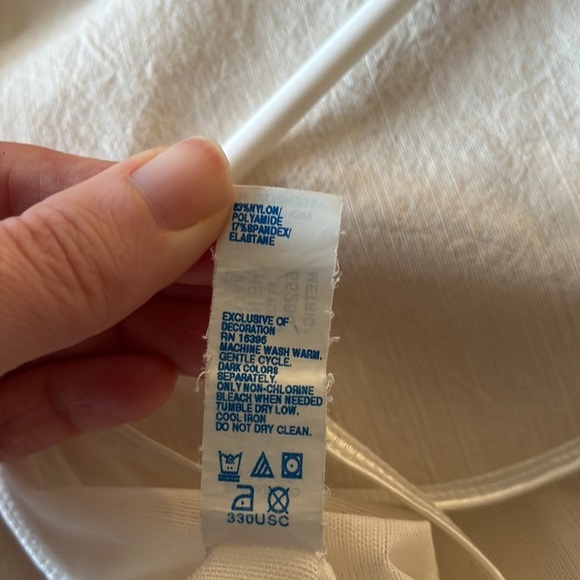 83%NYLON/
POLYAMIDE
17%SPANDEX/
ELASTANE
EXCLUSIVE OF
DECORATION
RN 16396
MACHINE WASH WARM.
GENTLE CYCLE.
DARK COLORS
SEPARATELY.
ONLY NON-CHLORINE
BLEACH WHEN NEEDED
TUMBLE DRY LOW.
COOL IRON
DO NOT DRY CLEAN.
330USC